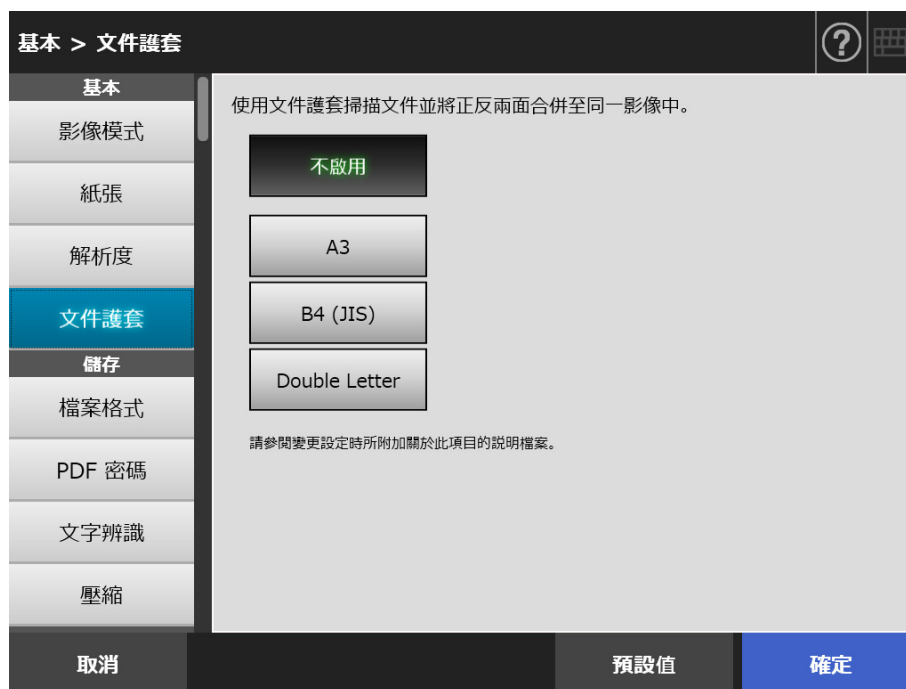 基本 > 文件護套
?
基本
影像模式
紙張
解析度
文件護套
儲存
檔案格式
PDF 密碼
文字辨識
壓縮
使用文件護套掃描文件並將正反兩面合併至同一影像中。
不啟用
A3
B4 (JIS)
Double Letter
請參閱變更設定時所附加關於此項目的說明檔案。
取消
預設值
確定